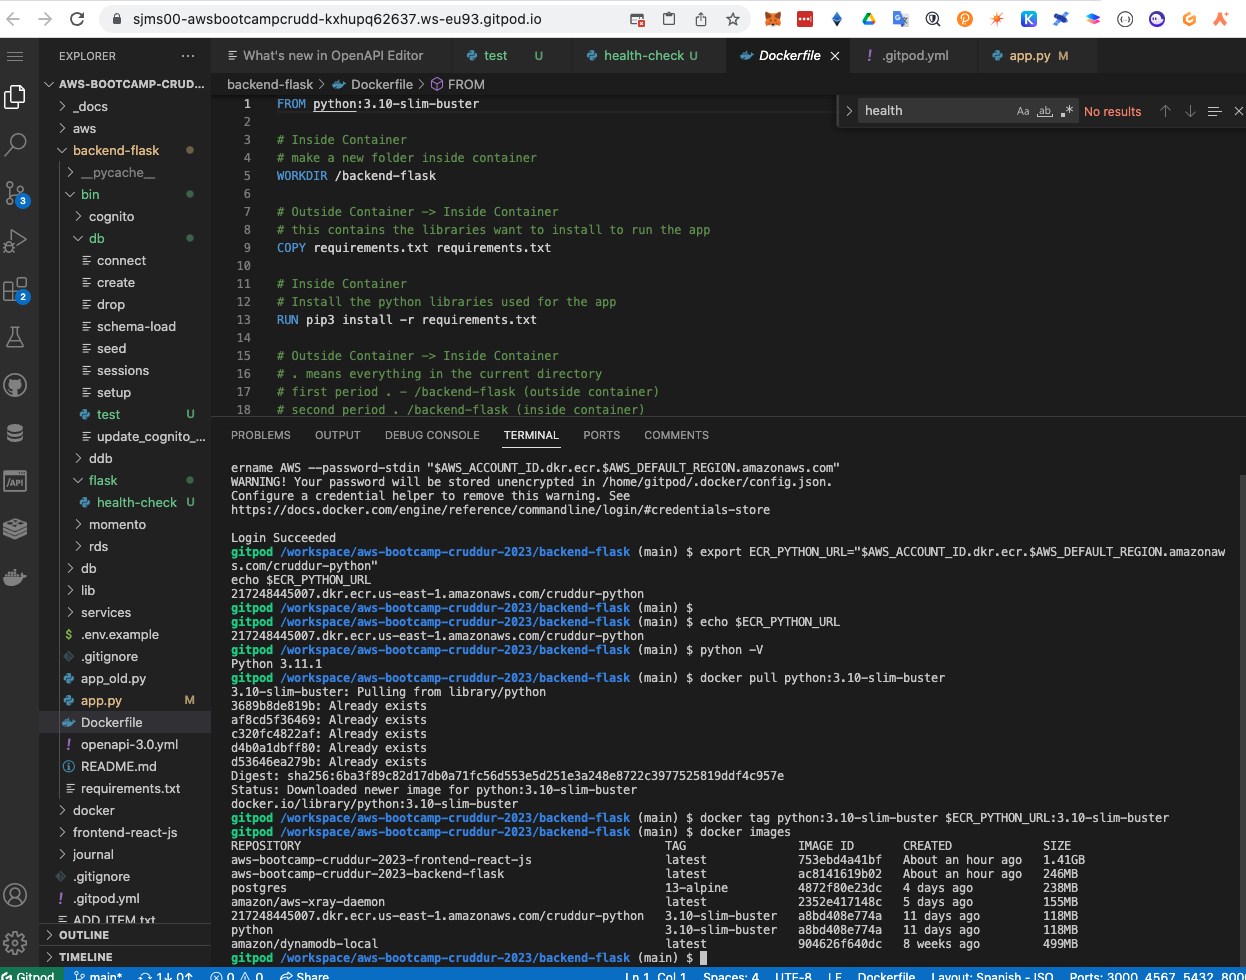 sjms00-awsbootcampcrudd-kxhupq62637.ws-eu93.gitpod.io
EXPLORER
AWS-BOOTCAMP-CRUD...
_docs
aws
backend-flask
__pycache__
bin
cognito
db
connect
create
drop
schema-load
seed
sessions
setup
test U
update_cognito_...
ddb
flask
health-check U
momento
rds
db
lib
services
.env.example
.gitignore
app_old.py
app.py M
Dockerfile
openapi-3.0.yml
README.md
requirements.txt
docker
frontend-react-js
journal
.gitignore
.gitpod.yml
ADD_ITEM.txt
OUTLINE
TIMELINE
3
2
/API
What's new in OpenAPI Editor
test U
health-check U
Dockerfile
.gitpod.yml
app.py M
backend-flask > Dockerfile > FROM
health
Aa ab .* No results
1 FROM python:3.10-slim-buster
2
3 # Inside Container
4 # make a new folder inside container
5 WORKDIR /backend-flask
6
7 # Outside Container -> Inside Container
8 # this contains the libraries want to install to run the app
9 COPY requirements.txt requirements.txt
10
11 # Inside Container
12 # Install the python libraries used for the app
13 RUN pip3 install -r requirements.txt
14
15 # Outside Container -> Inside Container
16 # . means everything in the current directory
17 # first period . - /backend-flask (outside container)
18 # second period . /backend-flask (inside container)
PROBLEMS OUTPUT DEBUG CONSOLE TERMINAL PORTS COMMENTS
ername AWS --password-stdin "$AWS_ACCOUNT_ID.dkr.ecr.$AWS_DEFAULT_REGION.amazonaws.com"
WARNING! Your password will be stored unencrypted in /home/gitpod/.docker/config.json.
Configure a credential helper to remove this warning. See
https://docs.docker.com/engine/reference/commandline/login/#credentials-store
Login Succeeded
gitpod /workspace/aws-bootcamp-cruddur-2023/backend-flask (main) $ export ECR_PYTHON_URL="$AWS_ACCOUNT_ID.dkr.ecr.$AWS_DEFAULT_REGION.amazonaw
s.com/cruddur-python"
echo $ECR_PYTHON_URL
217248445007.dkr.ecr.us-east-1.amazonaws.com/cruddur-python
gitpod /workspace/aws-bootcamp-cruddur-2023/backend-flask (main) $
gitpod /workspace/aws-bootcamp-cruddur-2023/backend-flask (main) $ echo $ECR_PYTHON_URL
217248445007.dkr.ecr.us-east-1.amazonaws.com/cruddur-python
gitpod /workspace/aws-bootcamp-cruddur-2023/backend-flask (main) $ python -V
Python 3.11.1
gitpod /workspace/aws-bootcamp-cruddur-2023/backend-flask (main) $ docker pull python:3.10-slim-buster
3.10-slim-buster: Pulling from library/python
3689b8de819b: Already exists
af8cd5f36469: Already exists
c320fc4822af: Already exists
d4b0a1dbff80: Already exists
d53646ea279b: Already exists
Digest: sha256:6ba3f89c82d17db0a71fc56d553e5d251e3a248e8722c3977525819ddf4c957e
Status: Downloaded newer image for python:3.10-slim-buster
docker.io/library/python:3.10-slim-buster
gitpod /workspace/aws-bootcamp-cruddur-2023/backend-flask (main) $ docker tag python:3.10-slim-buster $ECR_PYTHON_URL:3.10-slim-buster
gitpod /workspace/aws-bootcamp-cruddur-2023/backend-flask (main) $ docker images
REPOSITORY TAG IMAGE ID CREATED SIZE
aws-bootcamp-cruddur-2023-frontend-react-js latest 753ebd4a41bf About an hour ago 1.41GB
aws-bootcamp-cruddur-2023-backend-flask latest ac8141619b02 About an hour ago 246MB
postgres 13-alpine 4872f80e23dc 4 days ago 238MB
amazon/aws-xray-daemon latest 2352e417148c 5 days ago 155MB
217248445007.dkr.ecr.us-east-1.amazonaws.com/cruddur-python 3.10-slim-buster a8bd408e774a 11 days ago 118MB
python 3.10-slim-buster a8bd408e774a 11 days ago 118MB
amazon/dynamodb-local latest 904626f640dc 8 weeks ago 499MB
gitpod /workspace/aws-bootcamp-cruddur-2023/backend-flask (main) $
Gitpod main* 1↓ 0↑ 0 0 Share Ln 1, Col 1 Spaces: 4 UTF-8 LF Dockerfile Layout: Spanish - ISO Ports: 3000, 4567, 5432, 8000